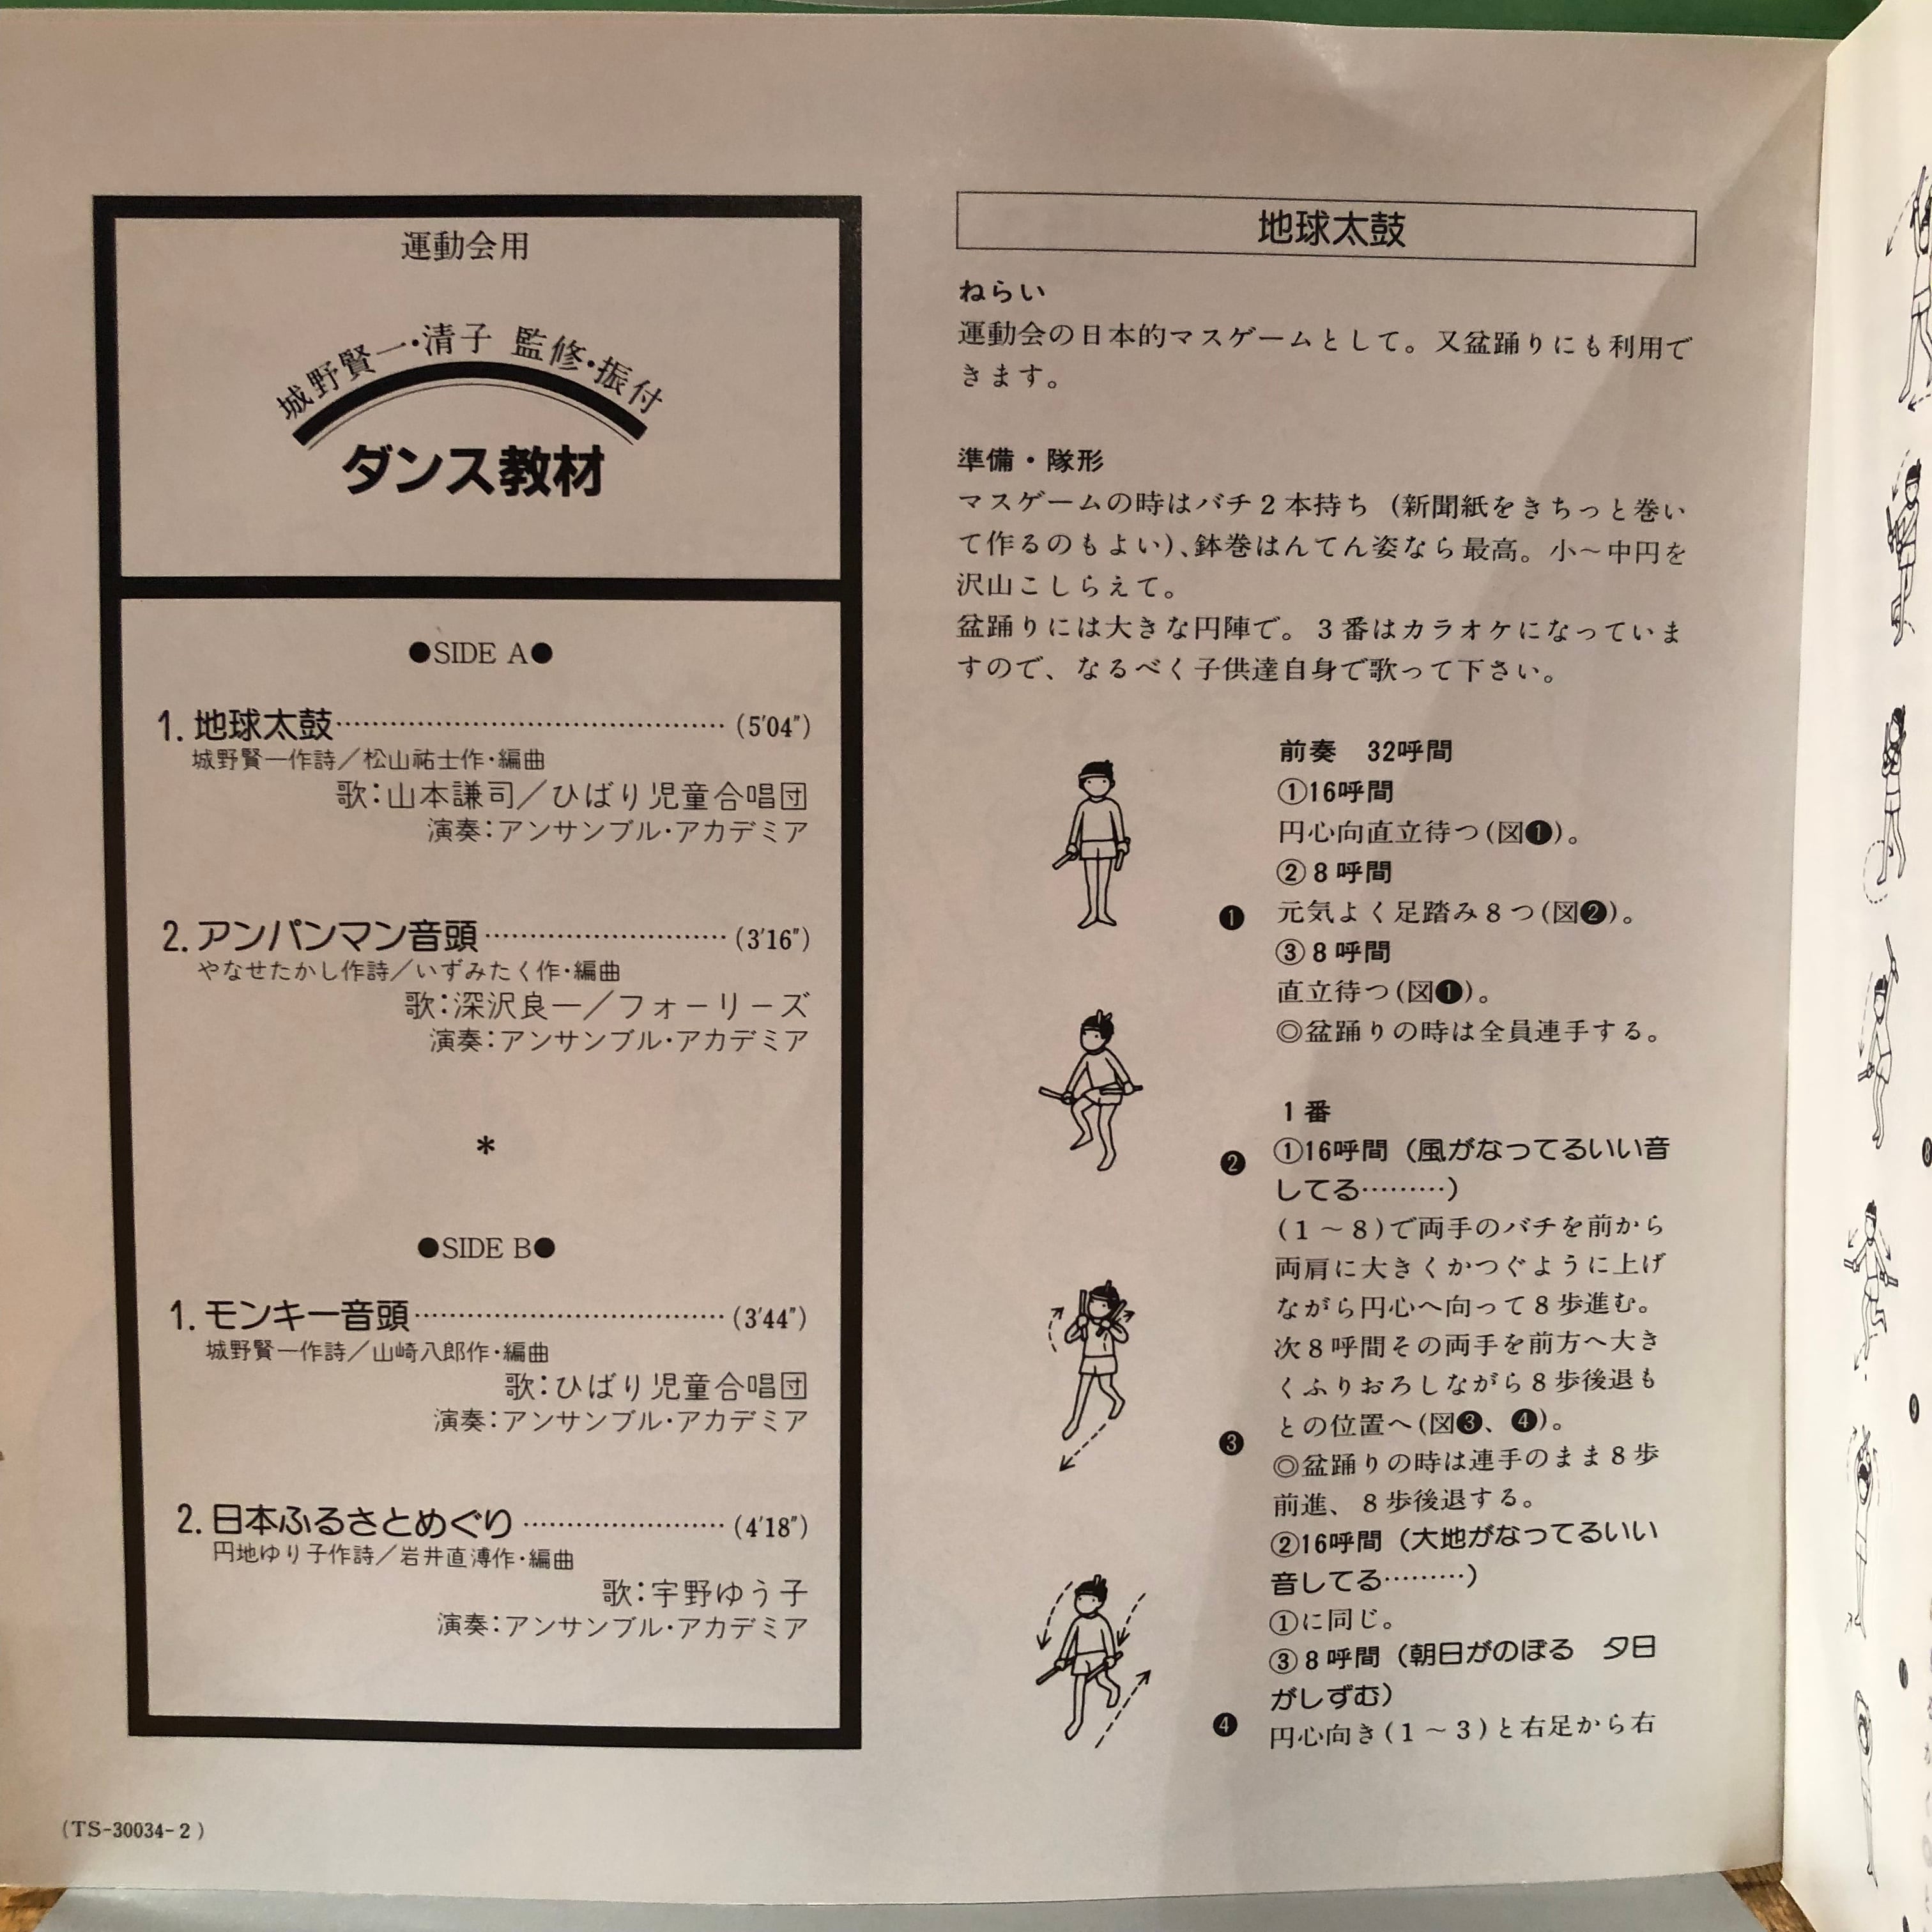 運動会用
城野賢一・清子 監修・振付
ダンス教材
●SIDE A●
1. 地球太鼓……………………………………(5′04″)
城野賢一作詩／松山祐士作・編曲
歌：山本謙司／ひばり児童合唱団
演奏：アンサンブル・アカデミア
2. アンパンマン音頭………………………(3′16″)
やなせたかし作詩／いずみたく作・編曲
歌：深沢良一／フォーリーズ
演奏：アンサンブル・アカデミア
*
●SIDE B●
1. モンキー音頭……………………………(3′44″)
城野賢一作詩／山崎八郎作・編曲
歌：ひばり児童合唱団
演奏：アンサンブル・アカデミア
2. 日本ふるさとめぐり…………………(4′18″)
円地ゆり子作詩／岩井直溥作・編曲
歌：宇野ゆう子
演奏：アンサンブル・アカデミア
(TS-30034-2)
地球太鼓
ねらい
運動会の日本的マスゲームとして。又盆踊りにも利用で
きます。
準備・隊形
マスゲームの時はバチ2本持ち（新聞紙をきちっと巻い
て作るのもよい）、鉢巻はんてん姿なら最高。小〜中円を
沢山こしらえて。
盆踊りには大きな円陣で。3番はカラオケになっていま
すので、なるべく子供達自身で歌って下さい。
前奏　32呼間
①16呼間
円心向直立待つ(図❶)。
②8呼間
❶ 元気よく足踏み8つ(図❷)。
③8呼間
直立待つ(図❶)。
◎盆踊りの時は全員連手する。
1番
❷ ①16呼間（風がなってるいい音
してる………）
(1〜8)で両手のバチを前から
両肩に大きくかつぐように上げ
ながら円心へ向って8歩進む。
次8呼間その両手を前方へ大き
くふりおろしながら8歩後退も
❸ との位置へ(図❸、❹)。
◎盆踊りの時は連手のまま8歩
前進、8歩後退する。
②16呼間（大地がなってるいい
音してる………）
①に同じ。
③8呼間（朝日がのぼる　夕日
がしずむ）
❹ 円心向き(1〜3)と右足から右